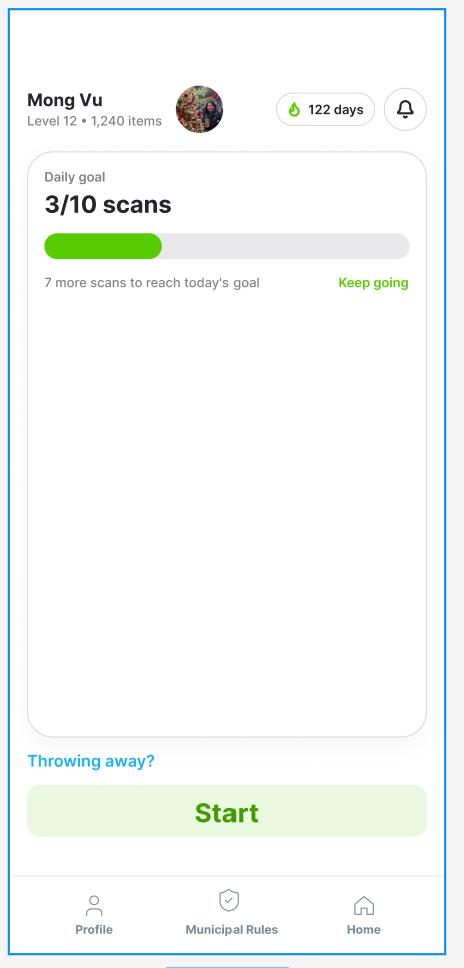 Mong Vu
Level 12 • 1,240 items
122 days
Daily goal
3/10 scans
7 more scans to reach today's goal
Keep going
Throwing away?
Start
Profile
Municipal Rules
Home